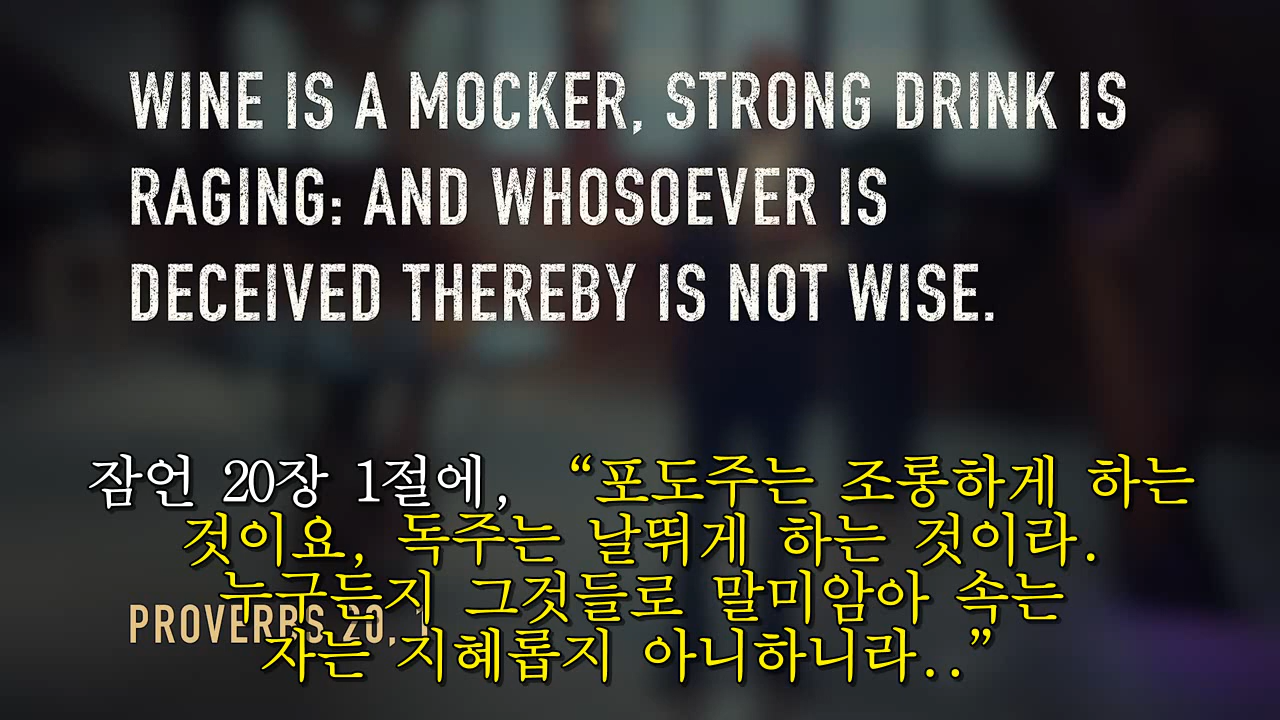 WINE IS A MOCKER, STRONG DRINK IS
RAGING: AND WHOSOEVER IS
DECEIVED THEREBY IS NOT WISE.
잠언 20장 1절에, “포도주는 조롱하게 하는
것이요, 독주는 날뛰게 하는 것이라.
누구든지 그것들로 말미암아 속는
PROVERBS 20, 1
자는 지혜롭지 아니하니라..”